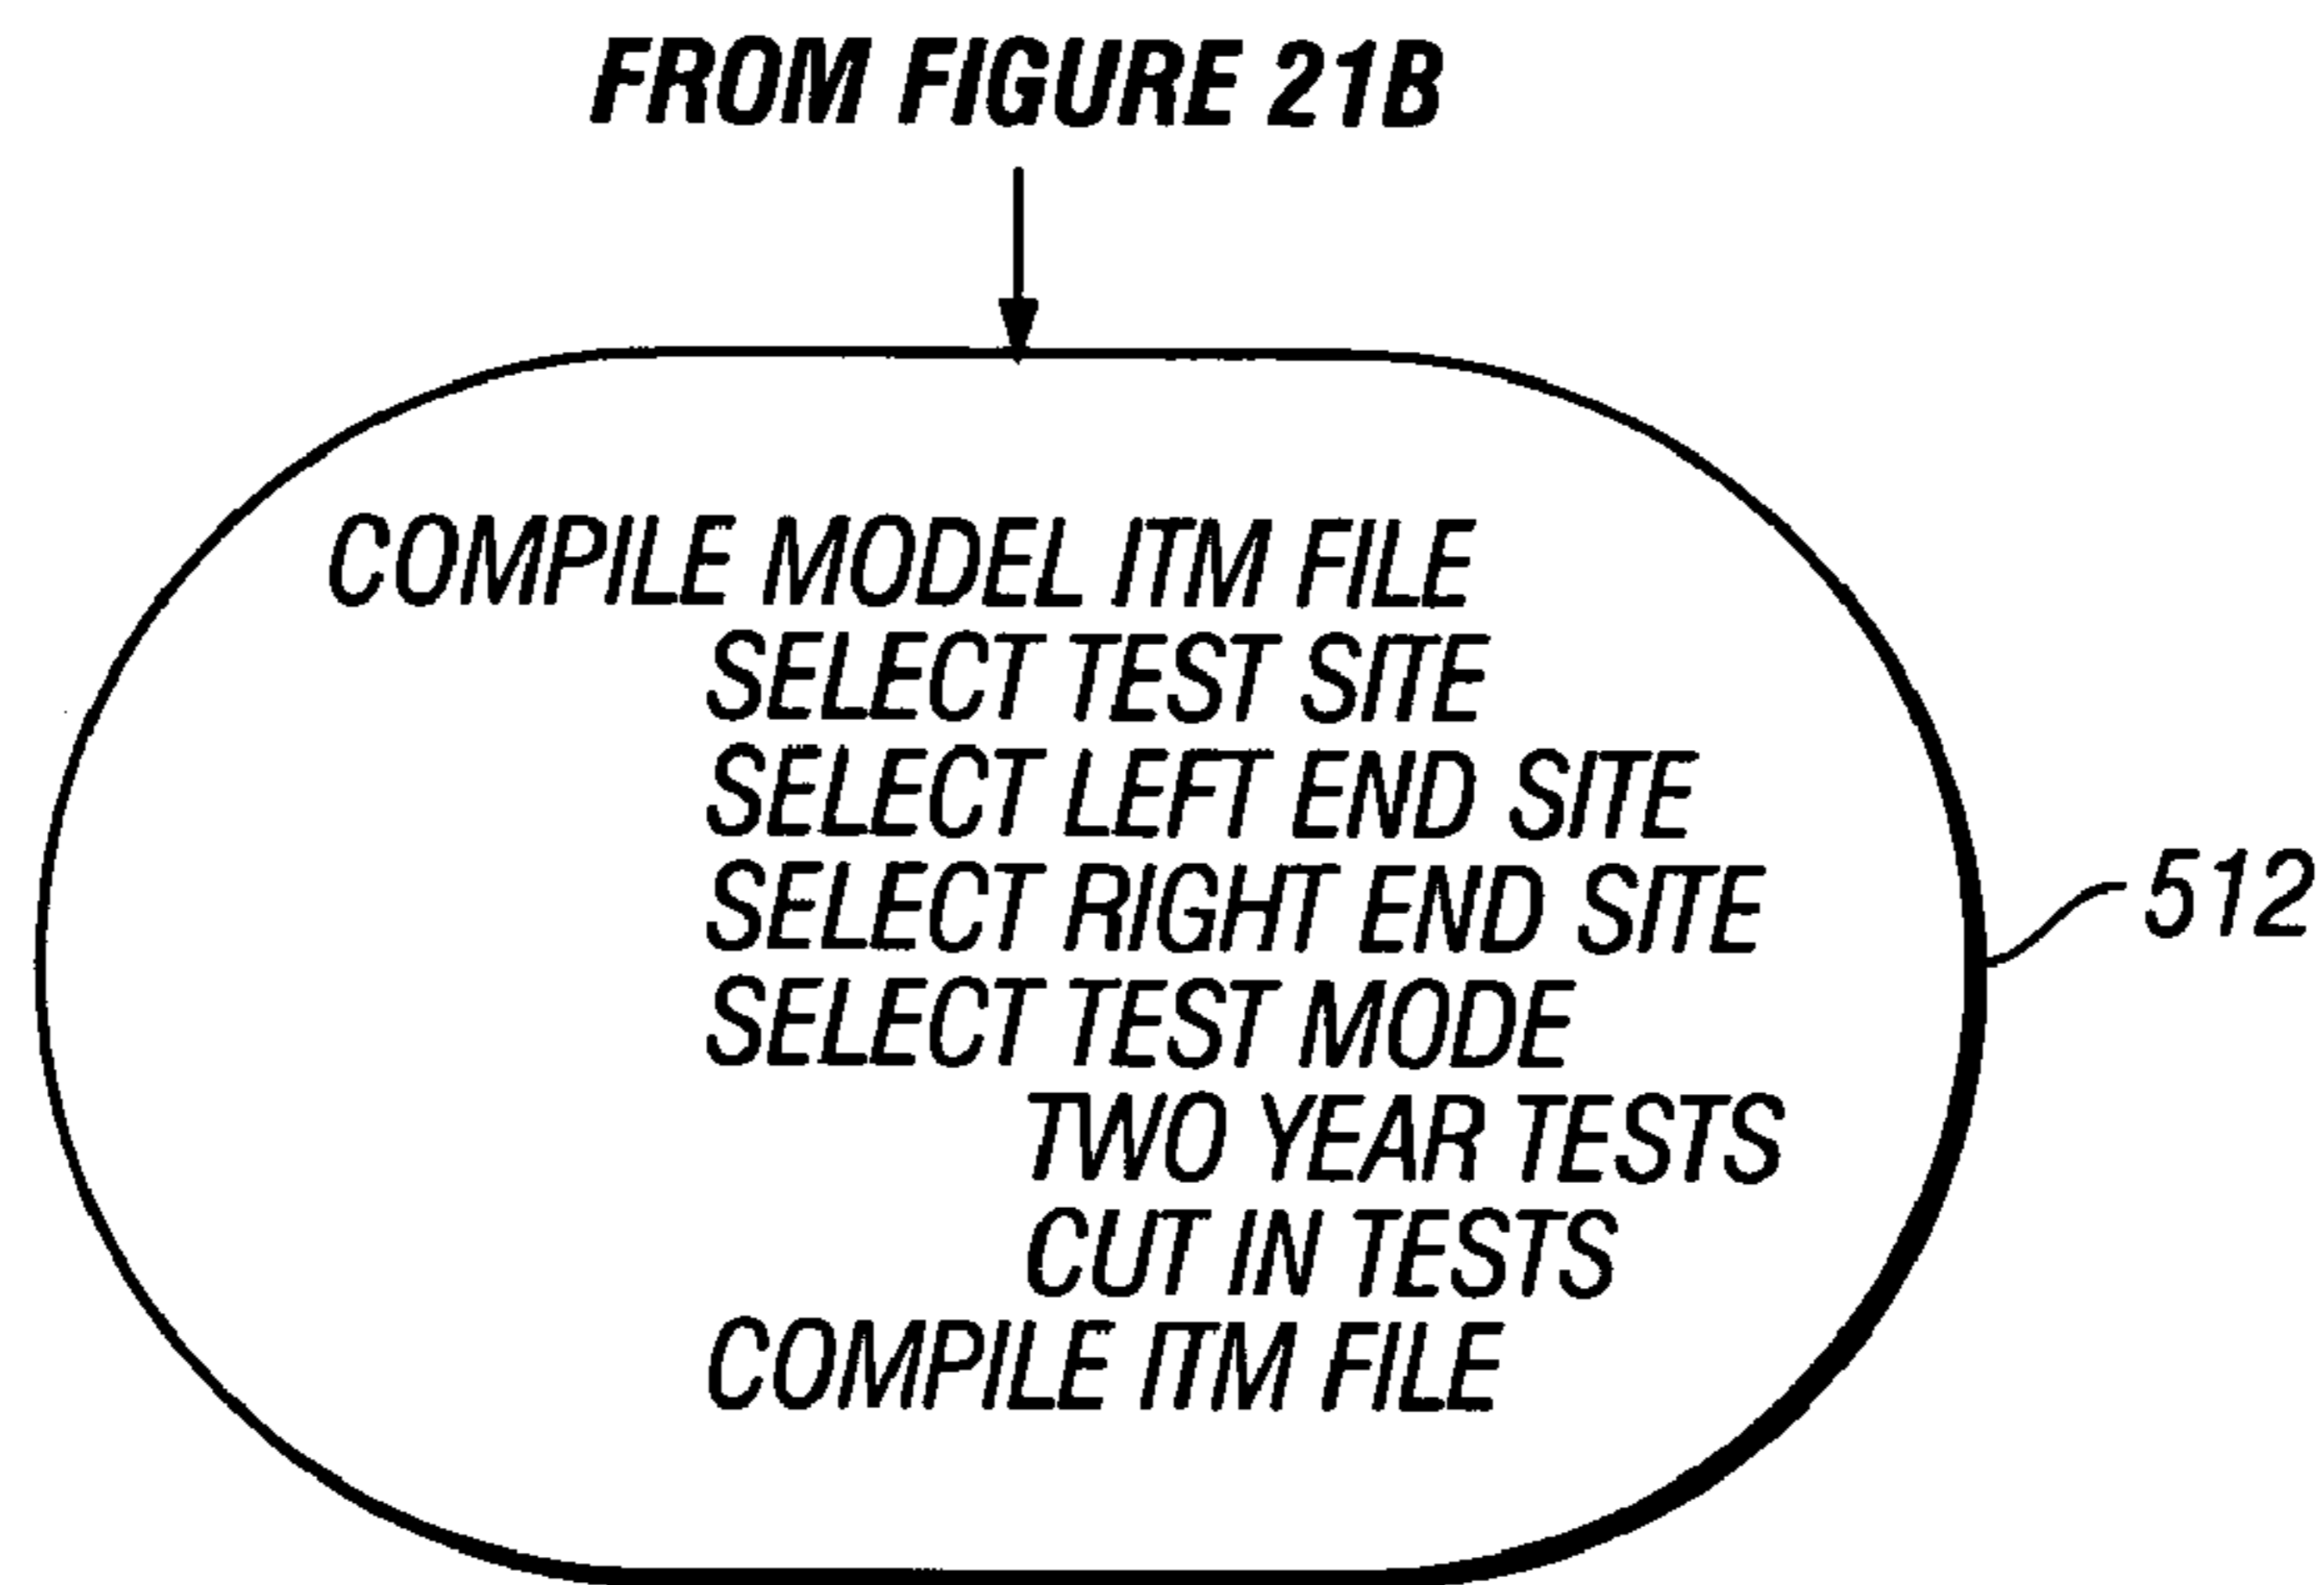 FROM FIGURE 21B
COMPILE MODEL ITM FILE
SELECT TEST SITE
SELECT LEFT END SITE
SELECT RIGHT END SITE
SELECT TEST MODE
TWO YEAR TESTS
CUT IN TESTS
COMPILE ITM FILE
512